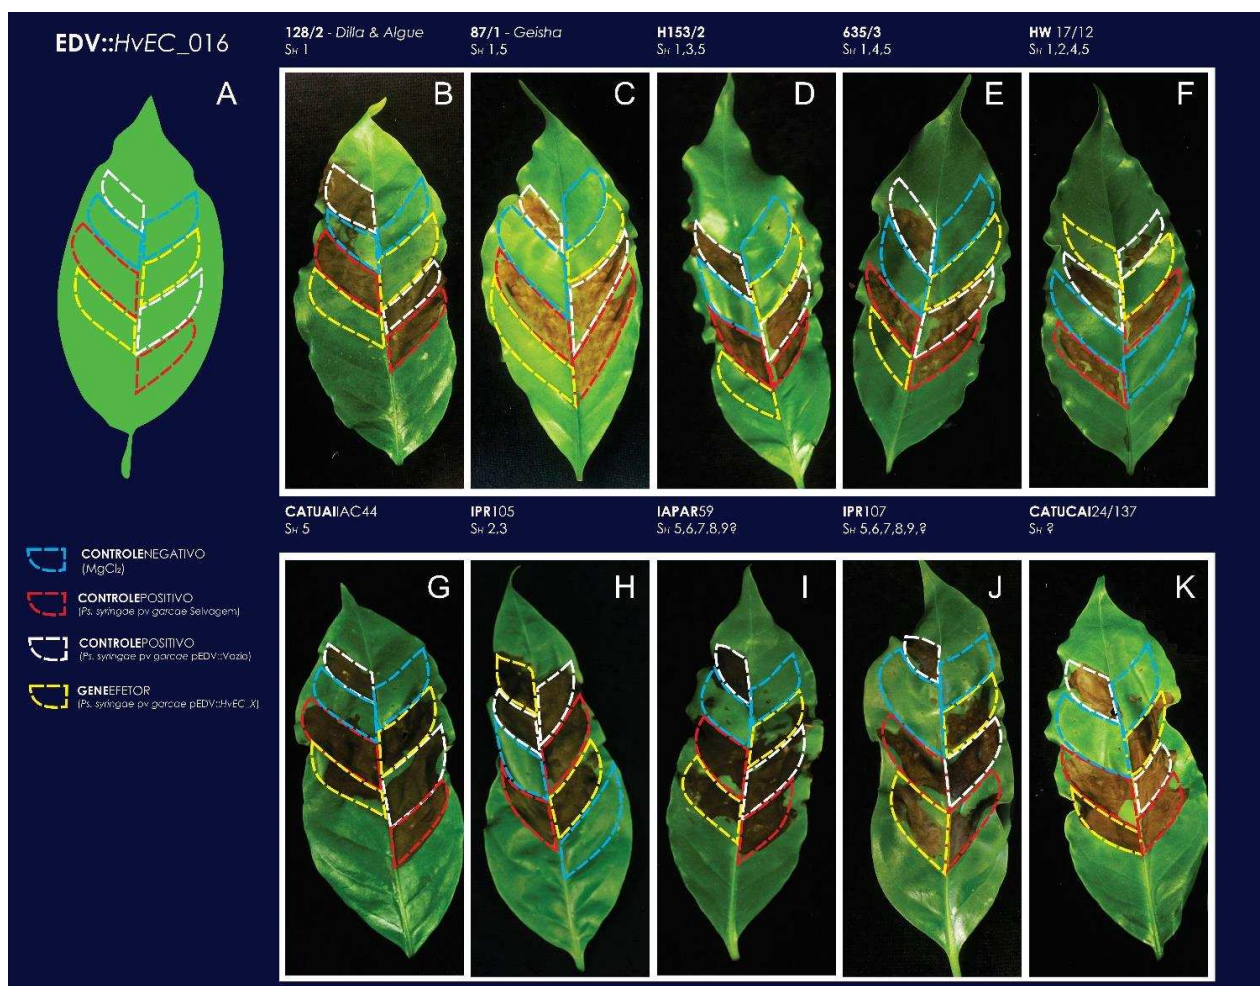 EDV::HvEC_016
128/2 - Dilla & Algue
SH 1
87/1 - Geisha
SH 1,5
H153/2
SH 1,3,5
635/3
SH 1,4,5
HW 17/12
SH 1,2,4,5
A
B
C
D
E
F
CATUAIIAC44
SH 5
IPR105
SH 2,3
IAPAR59
SH 5,6,7,8,9?
IPR107
SH 5,6,7,8,9,?
CATUCAI24/137
SH ?
G
H
I
J
K
CONTROLENEGATIVO
(MgCl₂)
CONTROLEPOSITIVO
(Ps. syringae pv garcae Selvagem)
CONTROLEPOSITIVO
(Ps. syringae pv garcae pEDV::Vazio)
GENEEFETOR
(Ps. syringae pv garcae pEDV::HvEC_X)